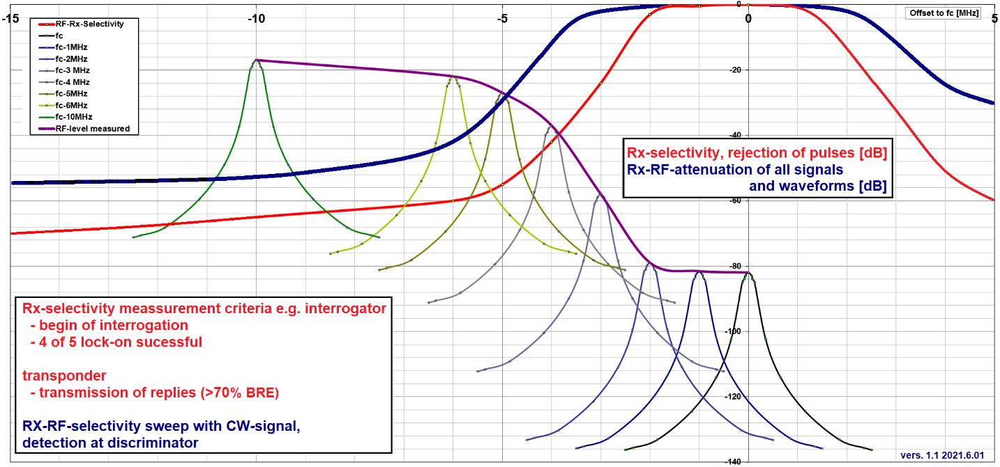 -15
-10
-5
0
0
5
Offset to fc [MHz]
RF-Rx-Selectivity
fc
fc-1MHz
fc-2MHz
fc-3 MHz
fc-4 MHz
fc-5MHz
fc-6MHz
fc-10MHz
RF-level measured
-20
-40
-60
-80
-100
-120
-140
Rx-selectivity, rejection of pulses [dB]
Rx-RF-attenuation of all signals
and waveforms [dB]
Rx-selectivity meassurement criteria e.g. interrogator
- begin of interrogation
- 4 of 5 lock-on sucessful
transponder
- transmission of replies (>70% BRE)
RX-RF-selectivity sweep with CW-signal,
detection at discriminator
vers. 1.1 2021.6.01